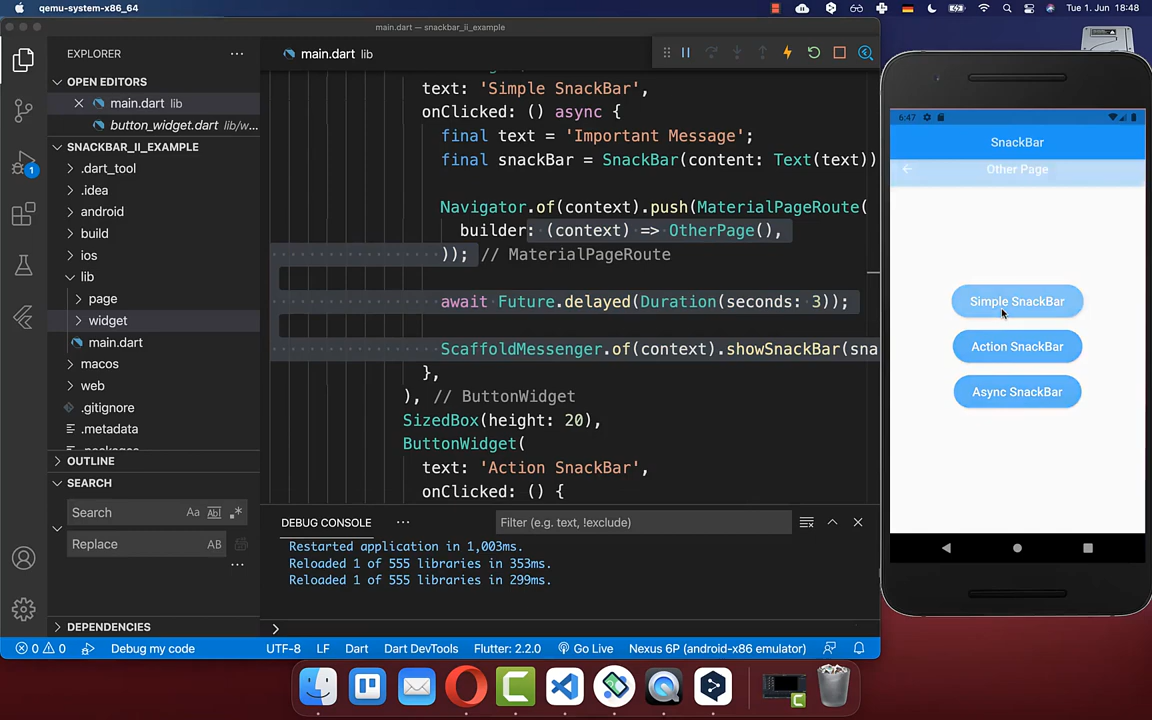 qemu-system-x86_64
Tue 1. Jun 18:48
main.dart — snackbar_ii_example
EXPLORER
OPEN EDITORS
main.dart lib
button_widget.dart lib/w...
SNACKBAR_II_EXAMPLE
.dart_tool
.idea
android
build
ios
lib
page
widget
main.dart
macos
web
.gitignore
.metadata
OUTLINE
SEARCH
Search
Aa
Abl
Replace
AB
DEPENDENCIES
1
main.dart lib
text: 'Simple SnackBar',
onClicked: () async {
final text = 'Important Message';
final snackBar = SnackBar(content: Text(text))
Navigator.of(context).push(MaterialPageRoute(
builder: (context) => OtherPage(),
)); // MaterialPageRoute
await Future.delayed(Duration(seconds: 3));
ScaffoldMessenger.of(context).showSnackBar(sna
},
), // ButtonWidget
SizedBox(height: 20),
ButtonWidget(
text: 'Action SnackBar',
onClicked: () {
DEBUG CONSOLE
Filter (e.g. text, !exclude)
Restarted application in 1,003ms.
Reloaded 1 of 555 libraries in 353ms.
Reloaded 1 of 555 libraries in 299ms.
0 0
Debug my code
UTF-8
LF
Dart
Dart DevTools
Flutter: 2.2.0
Go Live
Nexus 6P (android-x86 emulator)
6:47
SnackBar
Other Page
Simple SnackBar
Action SnackBar
Async SnackBar